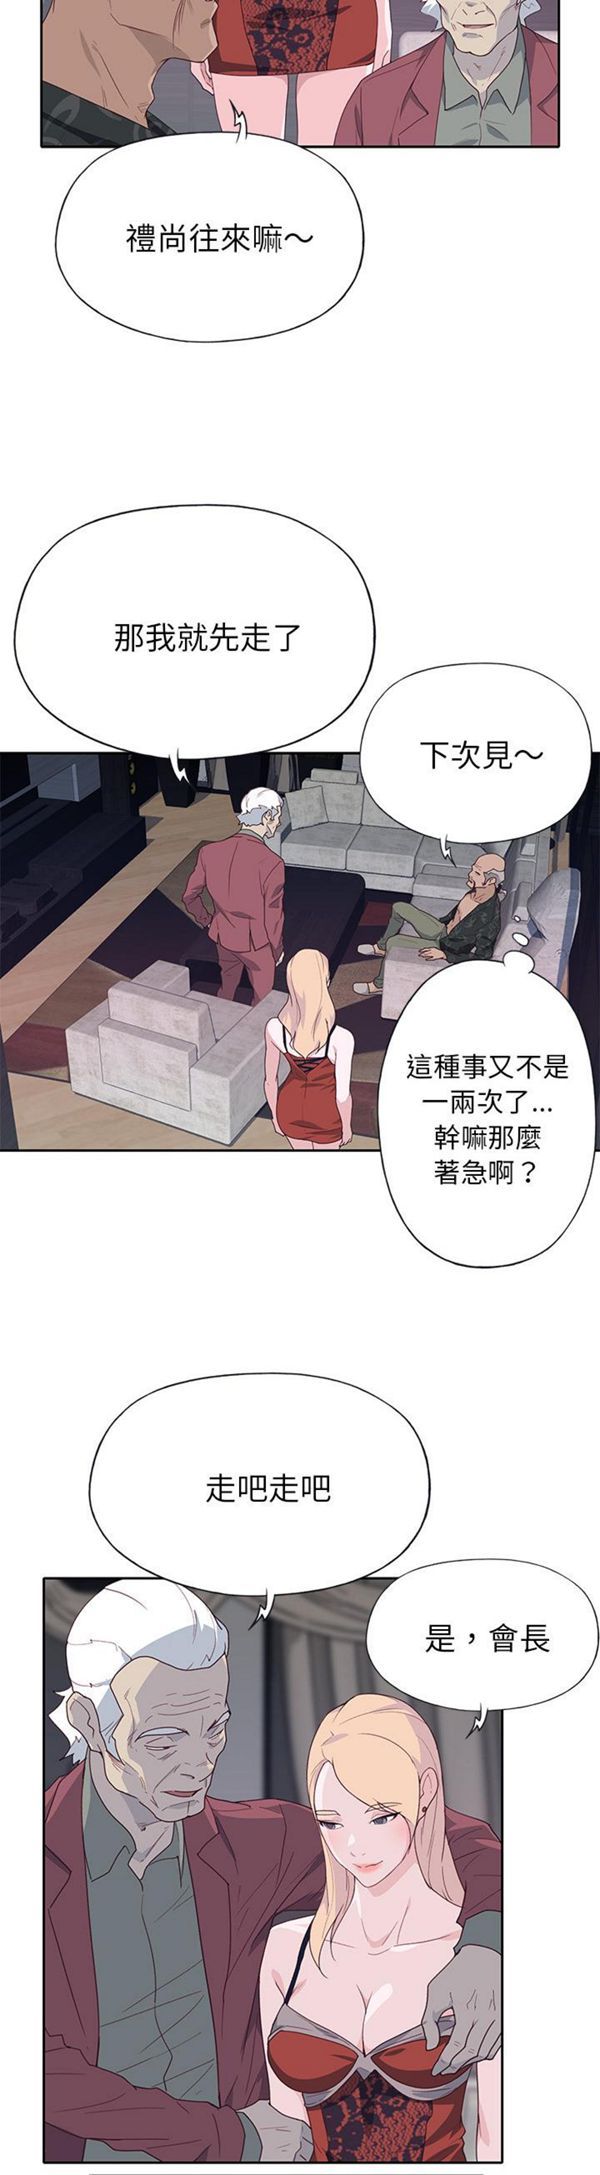 禮尚往來嘛～
那我就先走了
下次見～
這種事又不是
一兩次了...
幹嘛那麼
著急啊？
走吧走吧
是，會長